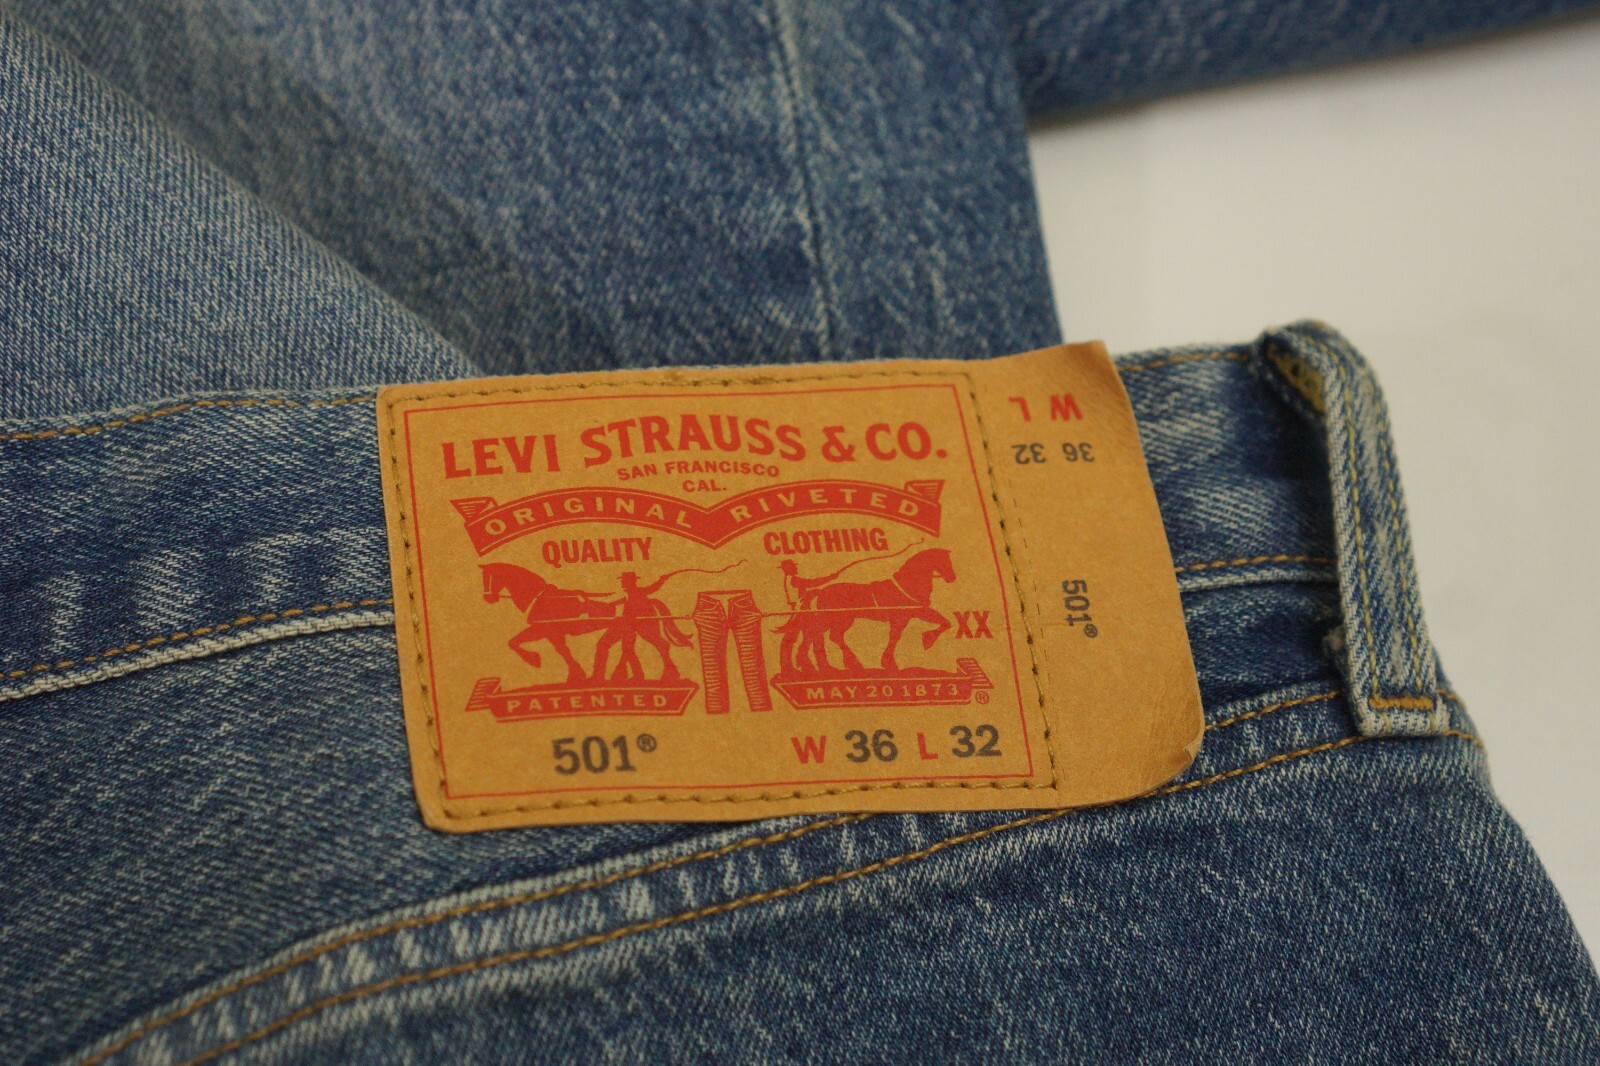 LEVI STRAUSS & CO.
SAN FRANCISCO
CAL.
ORIGINAL RIVETED
QUALITY CLOTHING
XX
PATENTED MAY 20 1873 ®
501® W 36 L 32
W L
36 32
501®